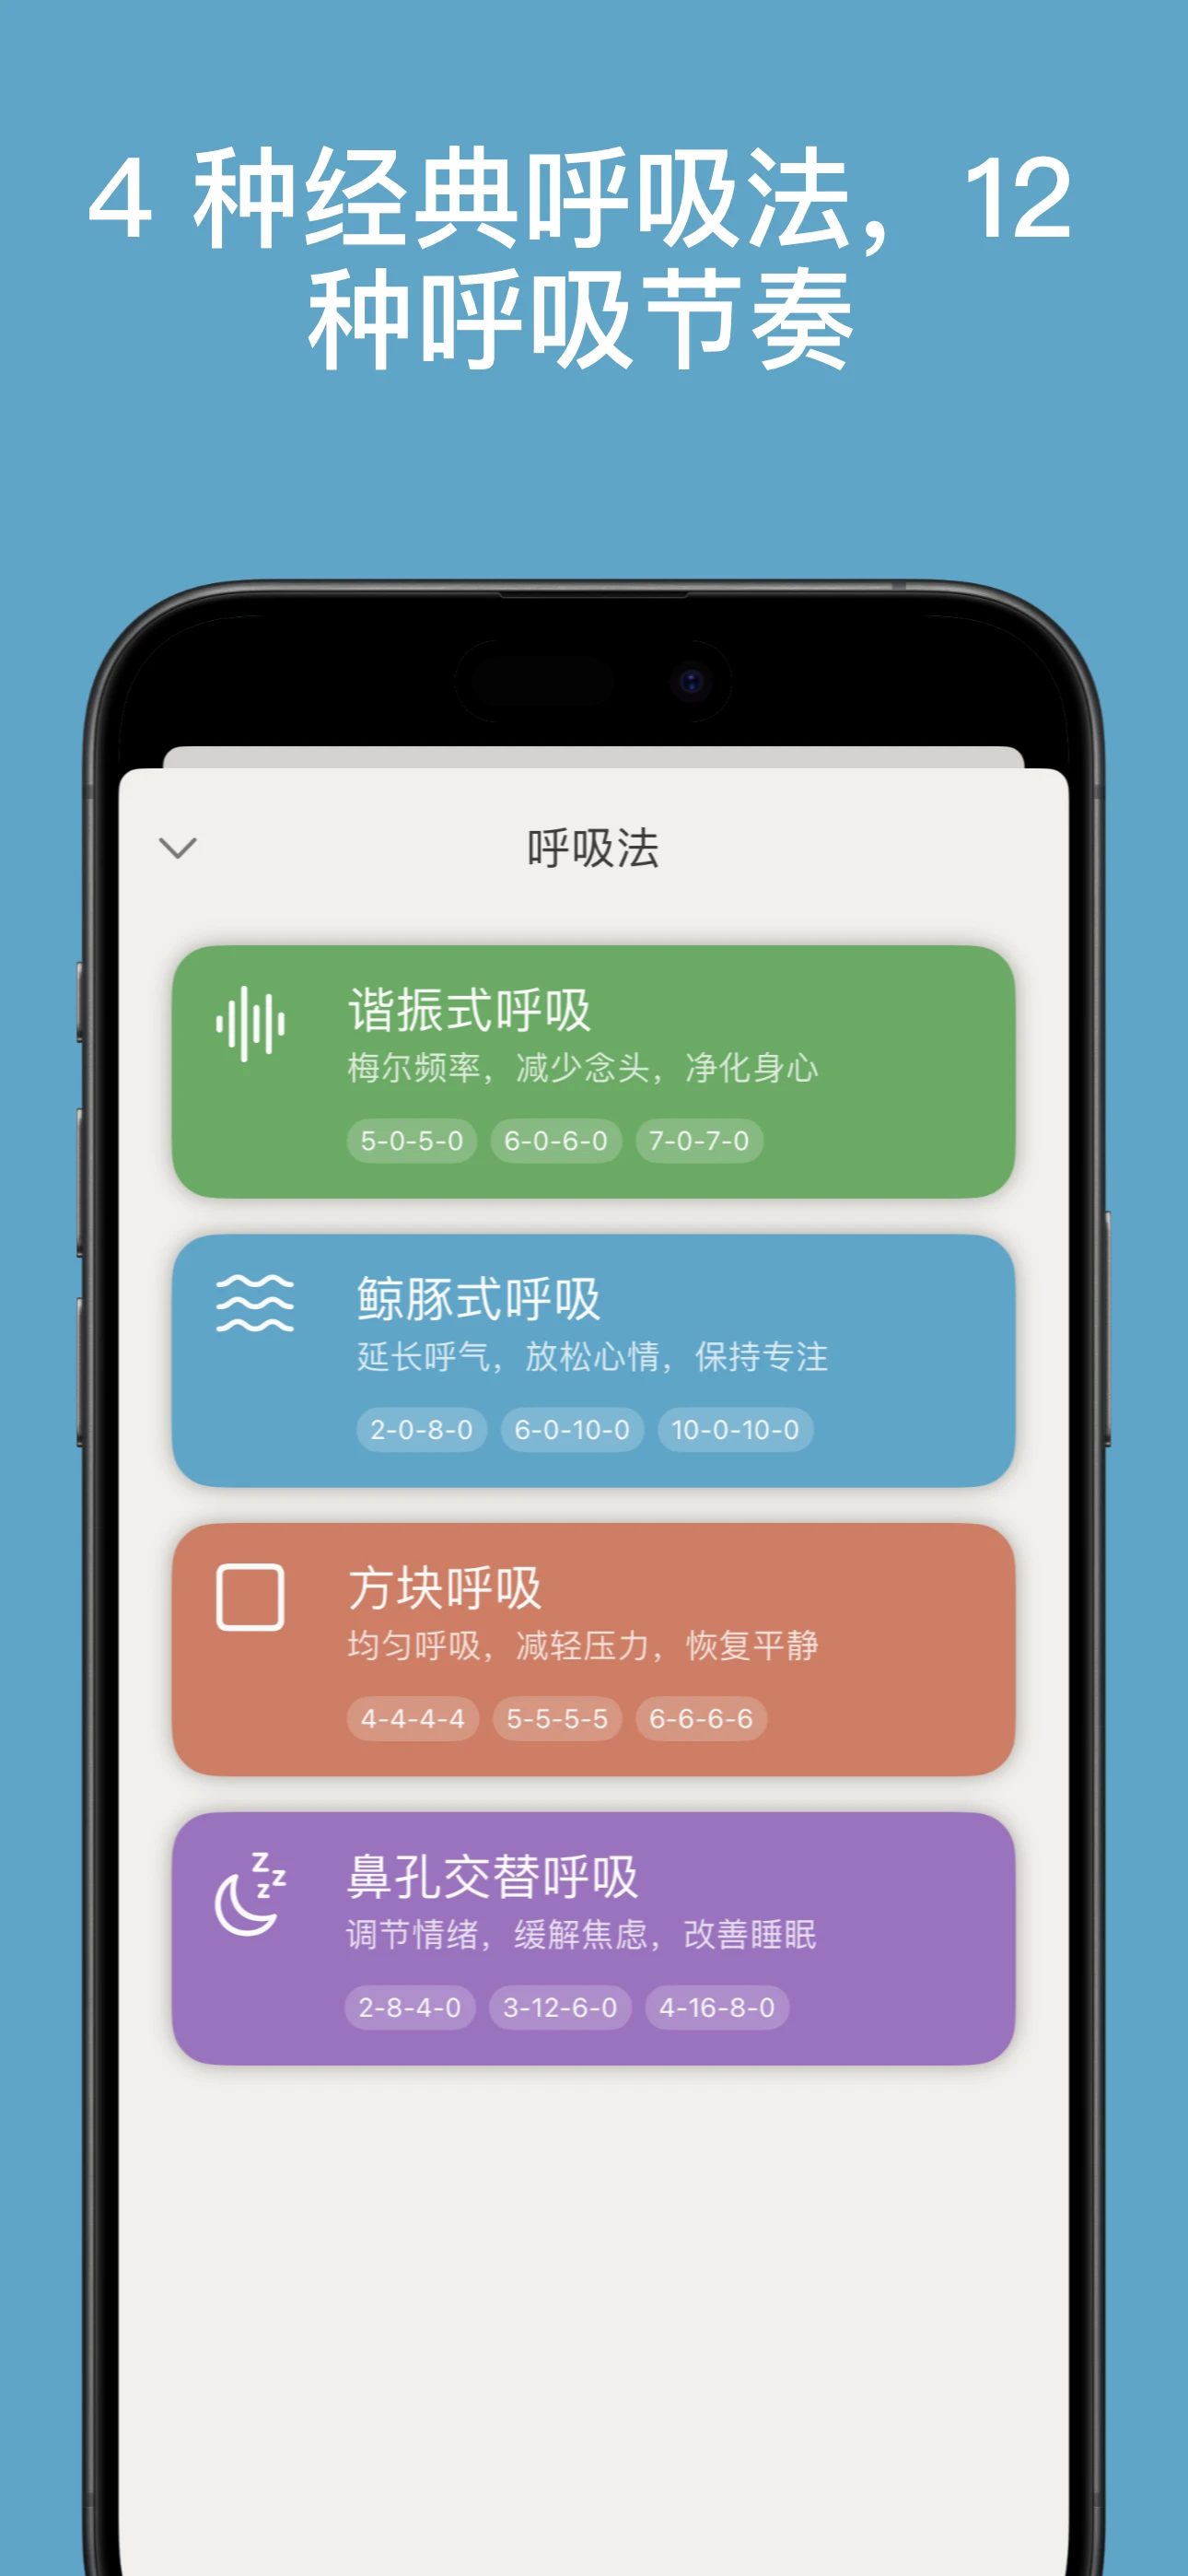 4 种经典呼吸法，12
种呼吸节奏
呼吸法
谐振式呼吸
梅尔频率，减少念头，净化身心
5-0-5-0 6-0-6-0 7-0-7-0
鲸豚式呼吸
延长呼气，放松心情，保持专注
2-0-8-0 6-0-10-0 10-0-10-0
方块呼吸
均匀呼吸，减轻压力，恢复平静
4-4-4-4 5-5-5-5 6-6-6-6
z z z
鼻孔交替呼吸
调节情绪，缓解焦虑，改善睡眠
2-8-4-0 3-12-6-0 4-16-8-0